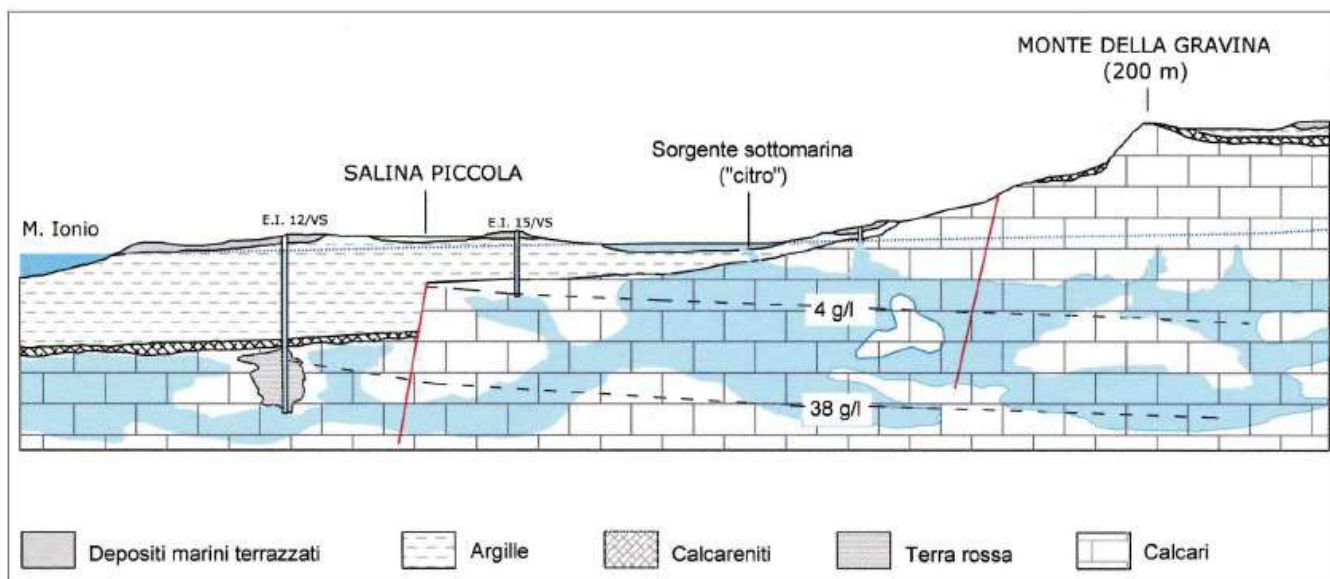 MONTE DELLA GRAVINA
(200 m)
Sorgente sottomarina
("citro")
SALINA PICCOLA
E.I. 12/VS
E.I. 15/VS
M. Ionio
4 g/l
38 g/l
Depositi marini terrazzati
Argille
Calcareniti
Terra rossa
Calcari